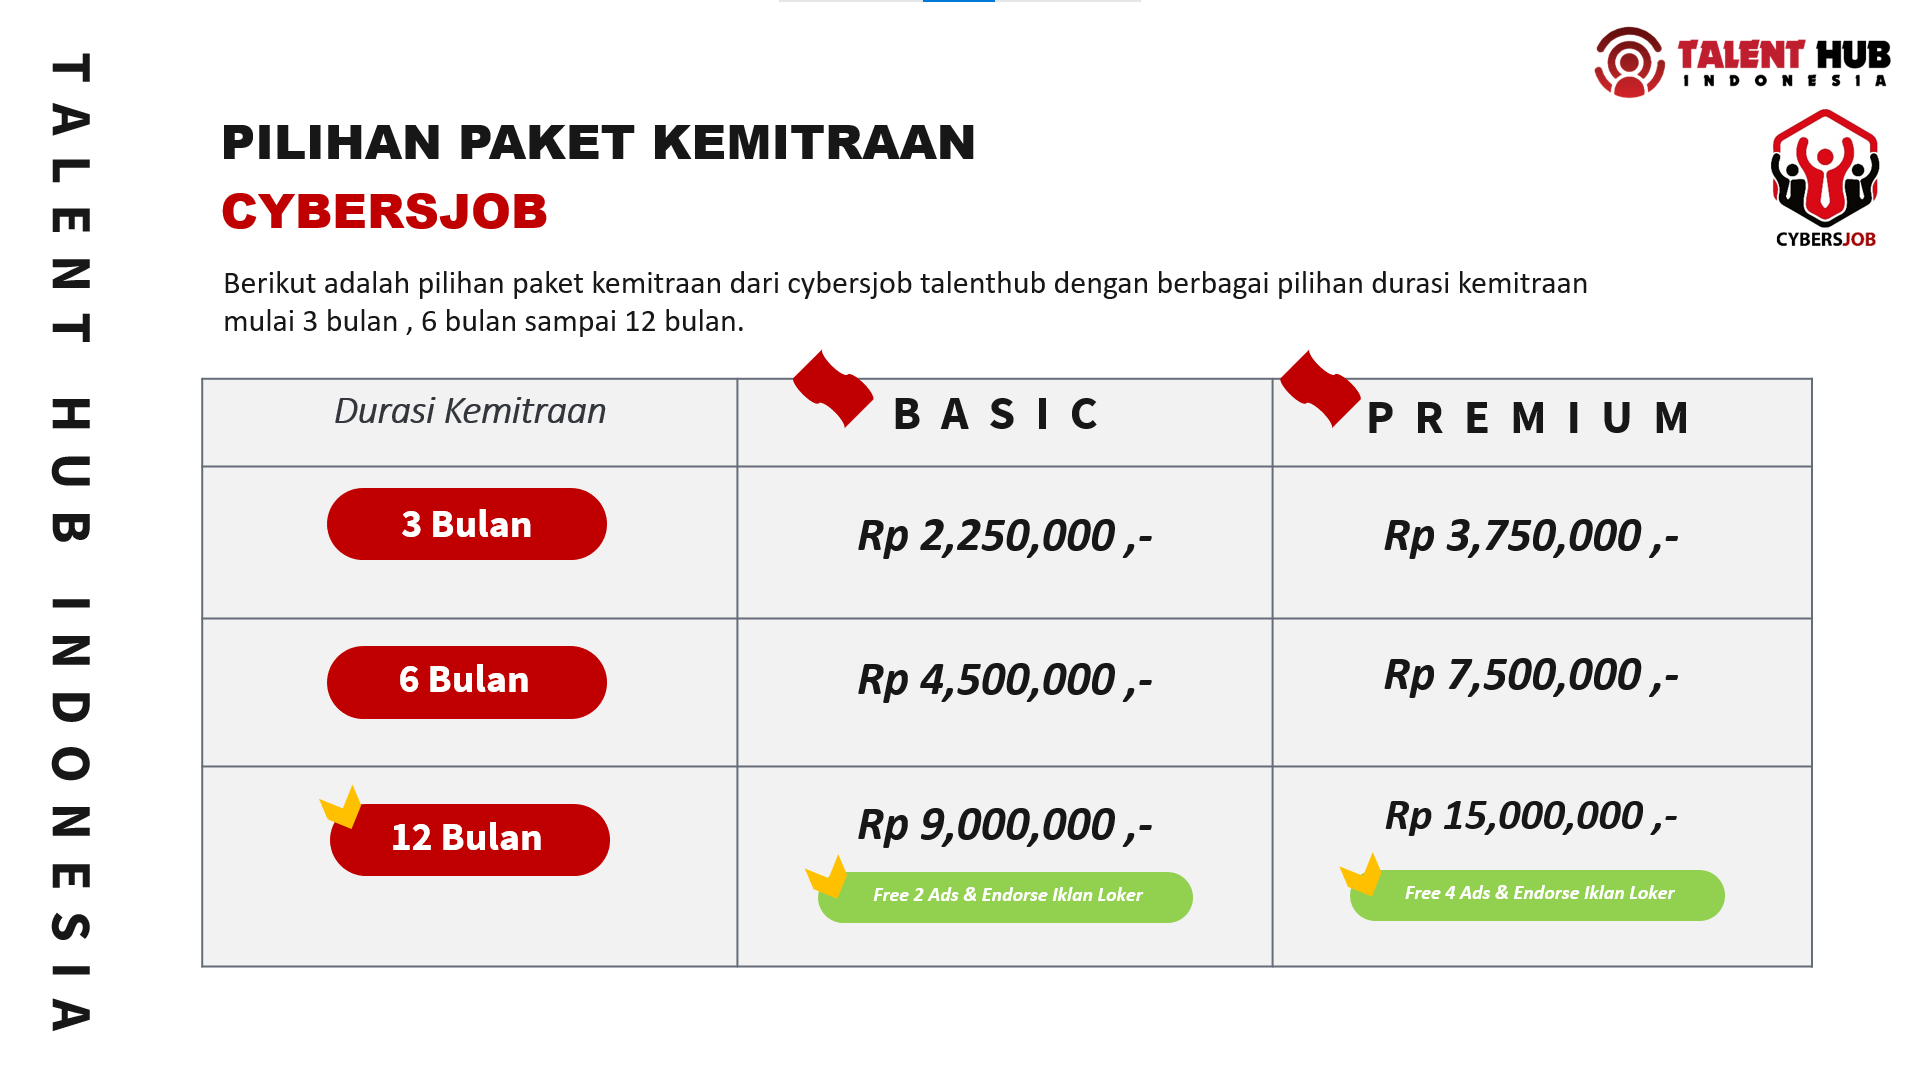 TALENT HUB INDONESIA
TALENT HUB
INDONESIA
CYBERSJOB
PILIHAN PAKET KEMITRAAN
CYBERSJOB
Berikut adalah pilihan paket kemitraan dari cybersjob talenthub dengan berbagai pilihan durasi kemitraan
mulai 3 bulan , 6 bulan sampai 12 bulan.
Durasi Kemitraan
BASIC
PREMIUM
3 Bulan
Rp 2,250,000 ,-
Rp 3,750,000 ,-
6 Bulan
Rp 4,500,000 ,-
Rp 7,500,000 ,-
12 Bulan
Rp 9,000,000 ,-
Rp 15,000,000 ,-
Free 2 Ads & Endorse Iklan Loker
Free 4 Ads & Endorse Iklan Loker